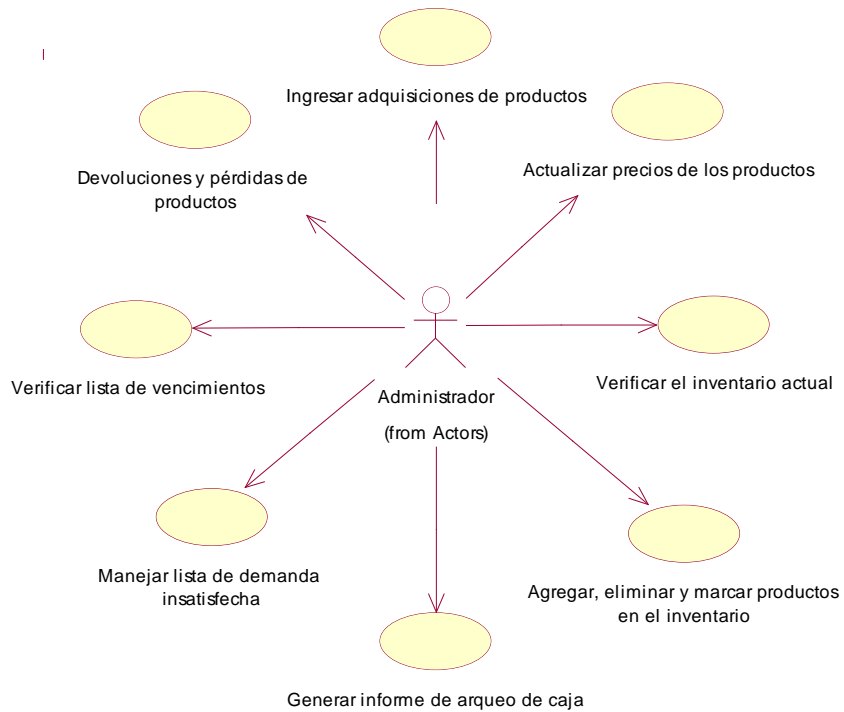 Ingresar adquisiciones de productos
Actualizar precios de los productos
Devoluciones y pérdidas de
productos
Verificar lista de vencimientos
Verificar el inventario actual
Administrador
(from Actors)
Manejar lista de demanda
insatisfecha
Agregar, eliminar y marcar productos
en el inventario
Generar informe de arqueo de caja